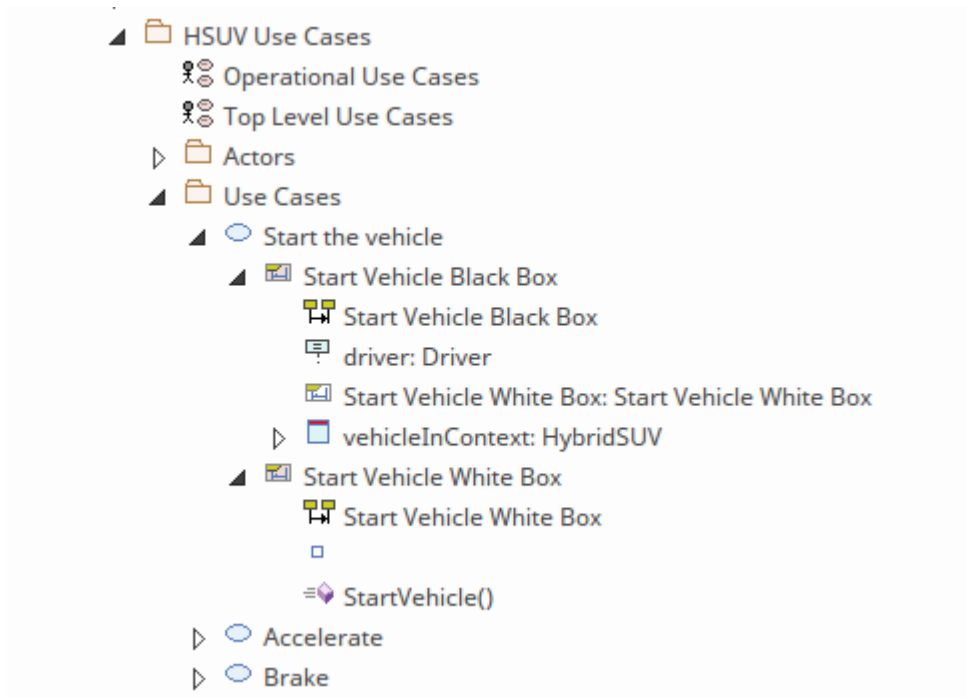 HSUV Use Cases
Operational Use Cases
Top Level Use Cases
Actors
Use Cases
Start the vehicle
Start Vehicle Black Box
Start Vehicle Black Box
driver: Driver
Start Vehicle White Box: Start Vehicle White Box
vehicleInContext: HybridSUV
Start Vehicle White Box
Start Vehicle White Box
StartVehicle()
Accelerate
Brake